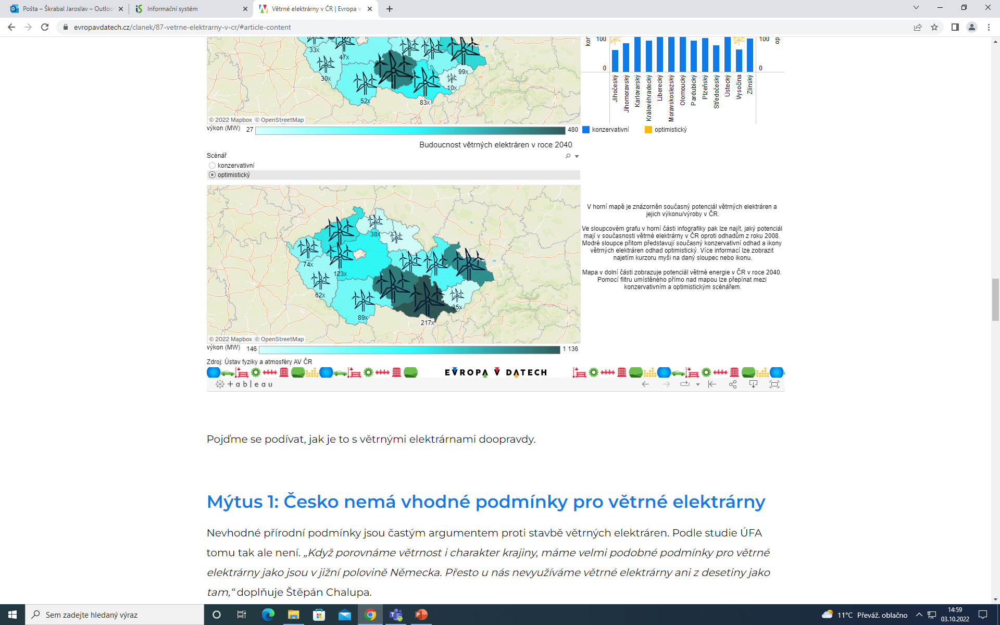 Pošta – Škrabal Jaroslav – Outloo
Informační systém
Větrné elektrárny v ČR | Evropa v
evropavdatech.cz/clanek/87-vetrne-elektrarny-v-cr/#article-content
33x
47x
30x
52x
83x
99x
10x
© 2022 Mapbox © OpenStreetMap
výkon (MW) 27 480
kon
100
0
100
0
op
Jihočeský
Jihomoravský
Karlovarský
Královéhradecký
Liberecký
Moravskoslezský
Olomoucký
Pardubický
Plzeňský
Středočeský
Ústecký
Vysočina
Zlínský
konzervativní optimistický
Budoucnost větrných elektráren v roce 2040
Scénář
konzervativní
optimistický
38x
74x
123x
62x
89x
217x
35x
© 2022 Mapbox © OpenStreetMap
výkon (MW) 146 1 136
V horní mapě je znázorněn současný potenciál větrných elektráren a
jejich výkonu/výroby v ČR.
Ve sloupcovém grafu v horní části infografiky pak lze najít, jaký potenciál
mají v současnosti větrné elektrárny v ČR oproti odhadům z roku 2008.
Modré sloupce přitom představují současný konzervativní odhad a ikony
větrných elektráren odhad optimistický. Více informací lze zobrazit
najetím kurzoru myši na daný sloupec nebo ikonu.
Mapa v dolní části zobrazuje potenciál větrné energie v ČR v roce 2040.
Pomocí filtru umístěného přímo nad mapou lze přepínat mezi
konzervativním a optimistickým scénářem.
Zdroj: Ústav fyziky a atmosféry AV ČR
EVROPA V DATECH
+ a b | e a u
Pojďme se podívat, jak je to s větrnými elektrárnami doopravdy.
Mýtus 1: Česko nemá vhodné podmínky pro větrné elektrárny
Nevhodné přírodní podmínky jsou častým argumentem proti stavbě větrných elektráren. Podle studie ÚFA
tomu tak ale není. „Když porovnáme větrnost i charakter krajiny, máme velmi podobné podmínky pro větrné
elektrárny jako jsou v jižní polovině Německa. Přesto u nás nevyužíváme větrné elektrárny ani z desetiny jako
tam,“ doplňuje Štěpán Chalupa.
Sem zadejte hledaný výraz
11°C Převáž. oblačno
14:59
03.10.2022